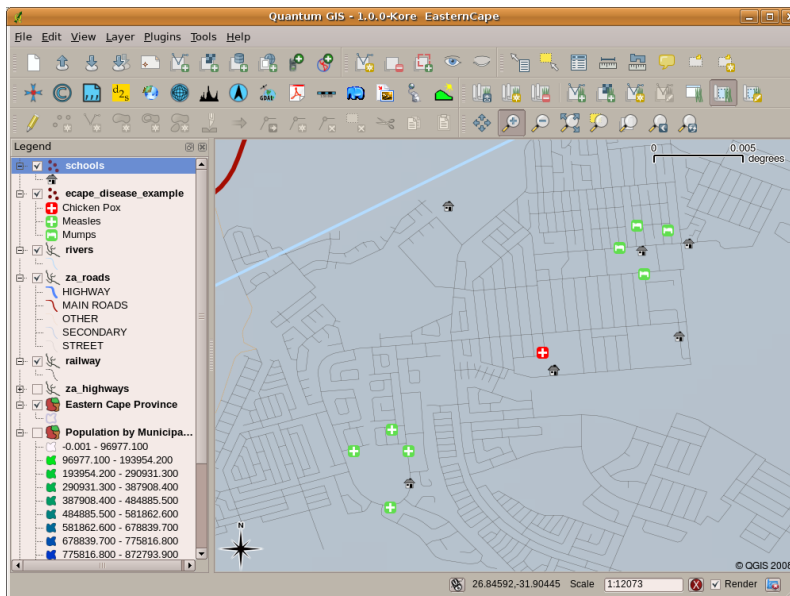 Quantum GIS - 1.0.0-Kore EasternCape
File Edit View Layer Plugins Tools Help
Legend
schools
ecape_disease_example
Chicken Pox
Measles
Mumps
rivers
za_roads
HIGHWAY
MAIN ROADS
OTHER
SECONDARY
STREET
railway
za_highways
Eastern Cape Province
Population by Municipa...
-0.001 - 96977.100
96977.100 - 193954.200
193954.200 - 290931.300
290931.300 - 387908.400
387908.400 - 484885.500
484885.500 - 581862.600
581862.600 - 678839.700
678839.700 - 775816.800
775816.800 - 872793.900
0 0.005
degrees
N
© QGIS 2008
26.84592,-31.90445 Scale 1:12073 Render